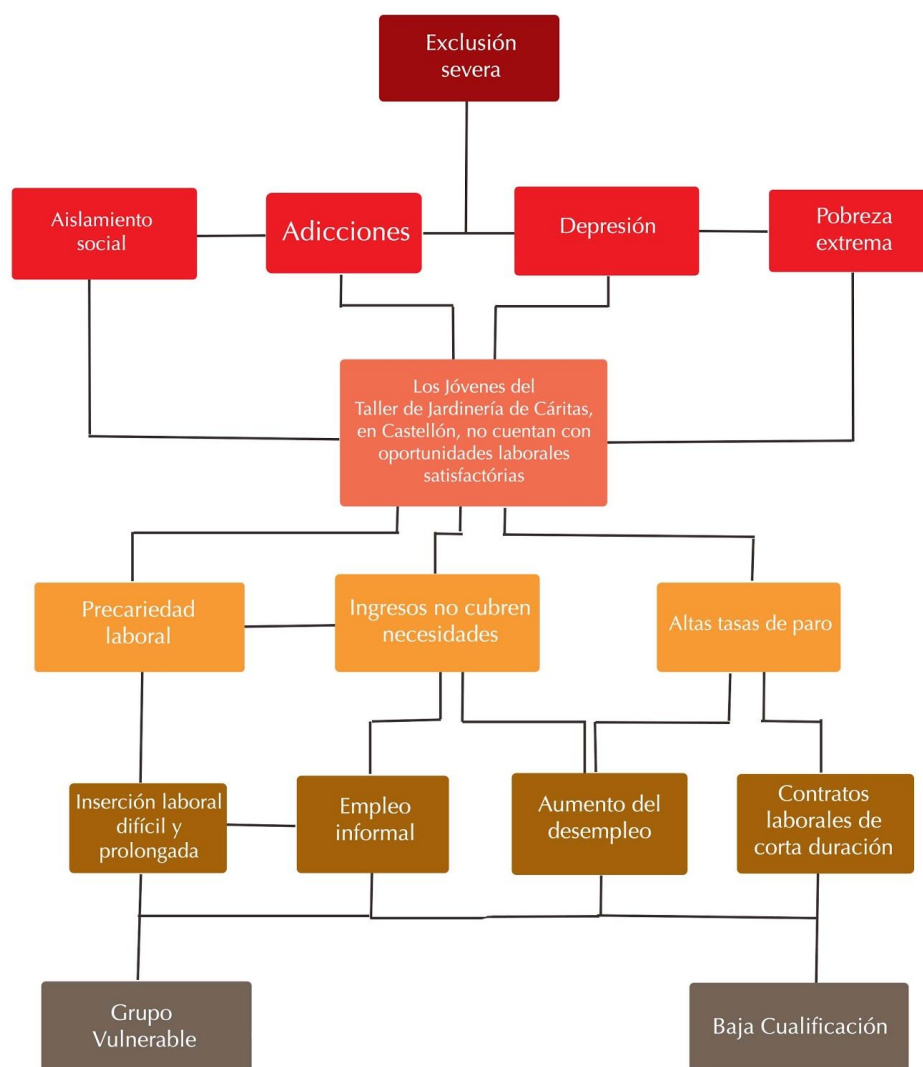 Exclusión
severa
Aislamiento
social
Adicciones
Depresión
Pobreza
extrema
Los Jóvenes del
Taller de Jardinería de Cáritas,
en Castellón, no cuentan con
oportunidades laborales
satisfactórias
Precariedad
laboral
Ingresos no cubren
necesidades
Altas tasas de paro
Inserción laboral
difícil y
prolongada
Empleo
informal
Aumento del
desempleo
Contratos
laborales de
corta duración
Grupo
Vulnerable
Baja Cualificación